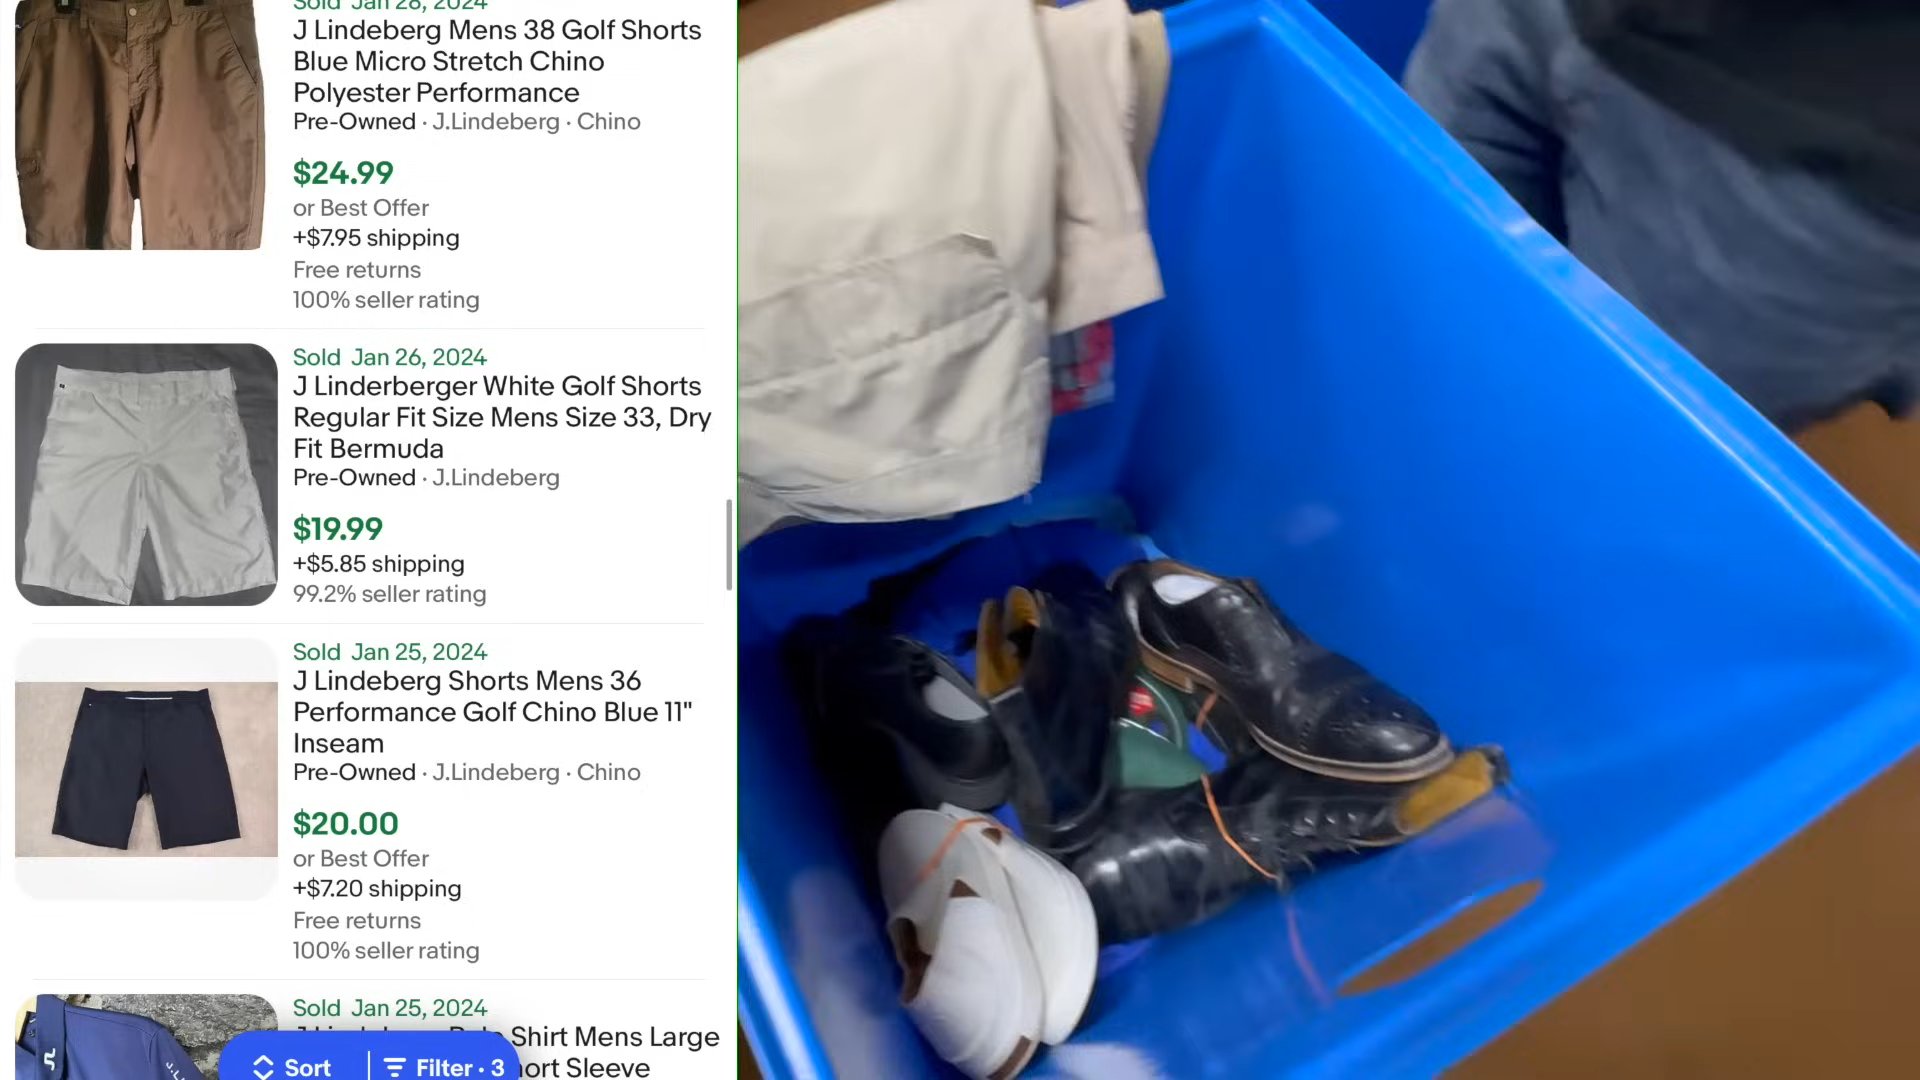 Sold Jan 28, 2024
J Lindeberg Mens 38 Golf Shorts
Blue Micro Stretch Chino
Polyester Performance
Pre-Owned · J.Lindeberg · Chino
$24.99
or Best Offer
+$7.95 shipping
Free returns
100% seller rating
Sold Jan 26, 2024
J Linderberger White Golf Shorts
Regular Fit Size Mens Size 33, Dry
Fit Bermuda
Pre-Owned · J.Lindeberg
$19.99
+$5.85 shipping
99.2% seller rating
Sold Jan 25, 2024
J Lindeberg Shorts Mens 36
Performance Golf Chino Blue 11"
Inseam
Pre-Owned · J.Lindeberg · Chino
$20.00
or Best Offer
+$7.20 shipping
Free returns
100% seller rating
Sold Jan 25, 2024
Shirt Mens Large
Sleeve
Sort
Filter · 3